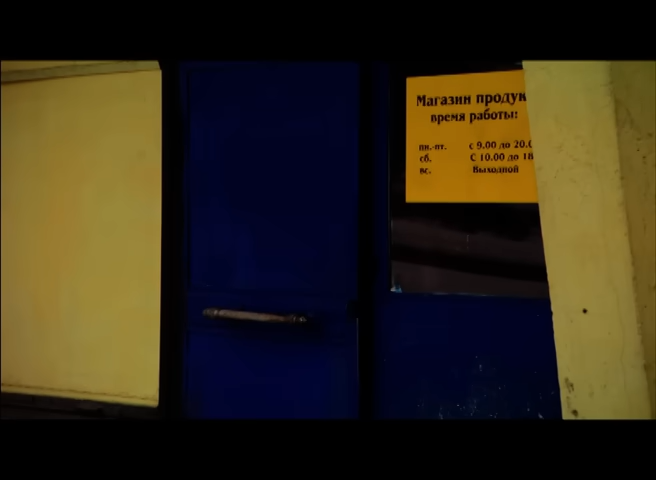 Магазин продук
время работы:
пн.-пт. с 9.00 до 20.0
сб. С 10.00 до 18
вс. Выходной